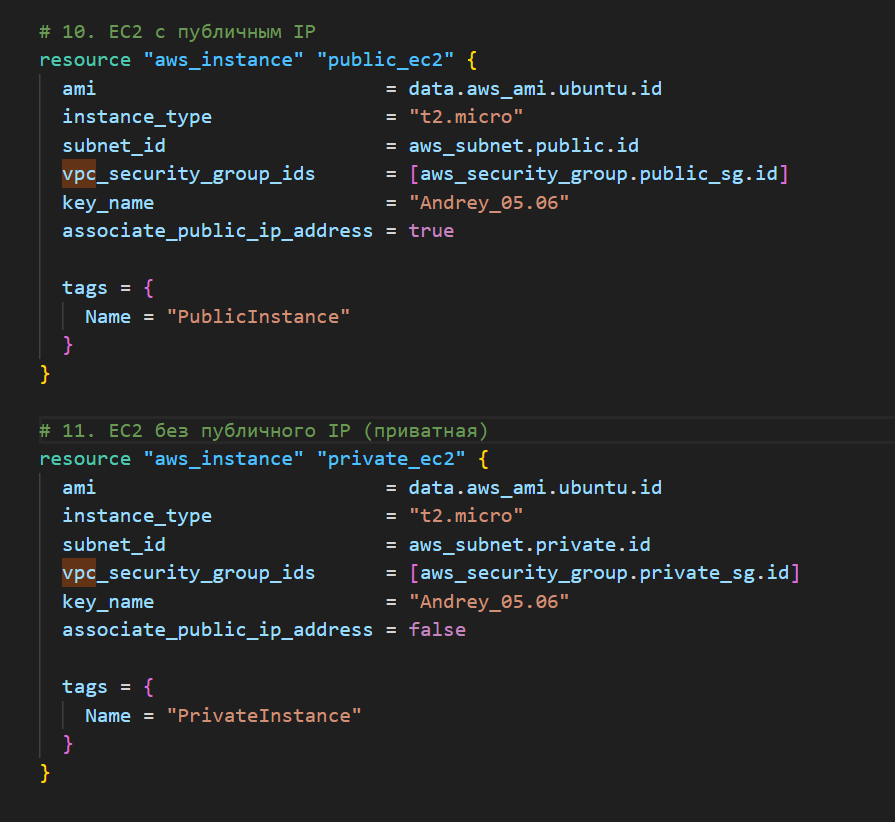 # 10. EC2 с публичным IP
resource "aws_instance" "public_ec2" {
  ami                         = data.aws_ami.ubuntu.id
  instance_type               = "t2.micro"
  subnet_id                   = aws_subnet.public.id
  vpc_security_group_ids      = [aws_security_group.public_sg.id]
  key_name                    = "Andrey_05.06"
  associate_public_ip_address = true

  tags = {
    Name = "PublicInstance"
  }
}

# 11. EC2 без публичного IP (приватная)
resource "aws_instance" "private_ec2" {
  ami                         = data.aws_ami.ubuntu.id
  instance_type               = "t2.micro"
  subnet_id                   = aws_subnet.private.id
  vpc_security_group_ids      = [aws_security_group.private_sg.id]
  key_name                    = "Andrey_05.06"
  associate_public_ip_address = false

  tags = {
    Name = "PrivateInstance"
  }
}